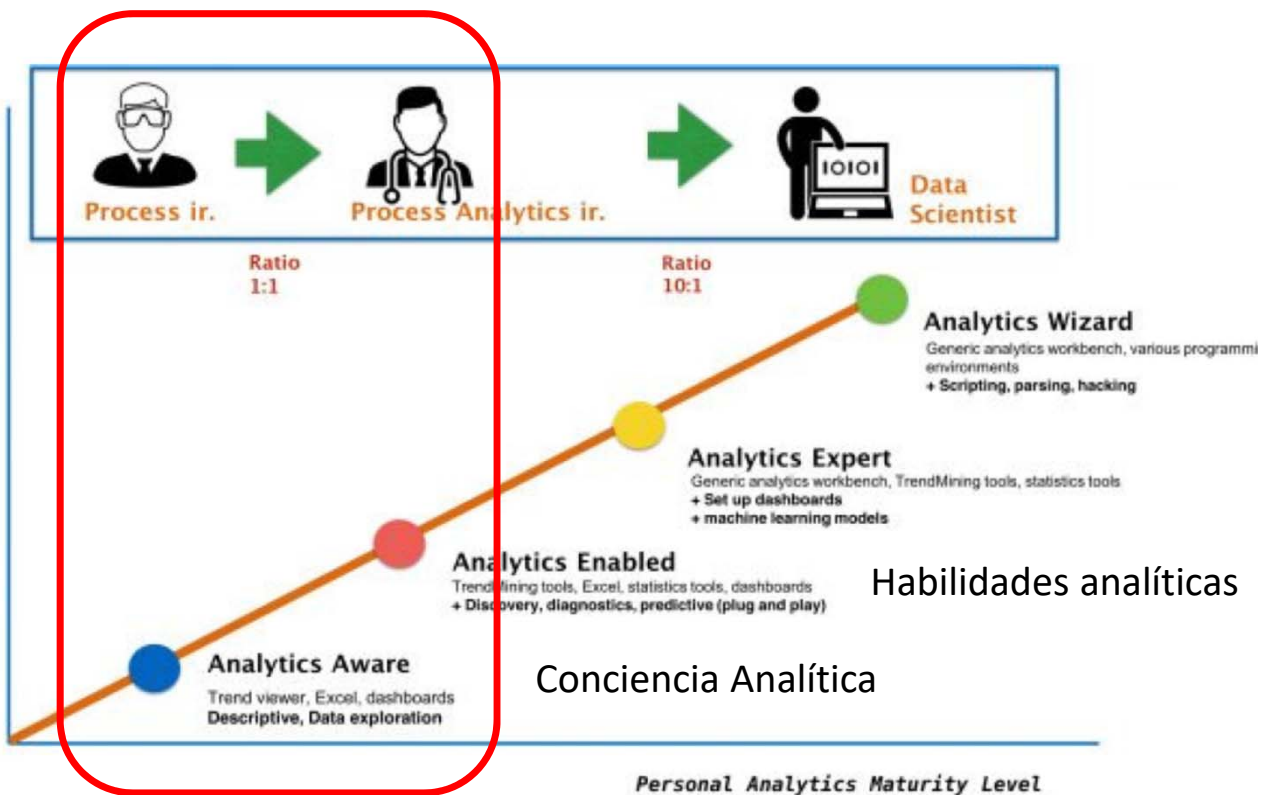 10101
Process ir.
Process Analytics ir.
Data
Scientist
Ratio
1:1
Ratio
10:1
Analytics Wizard
Generic analytics workbench, various programmi
environments
+ Scripting, parsing, hacking
Analytics Expert
Generic analytics workbench, TrendMining tools, statistics tools
+ Set up dashboards
+ machine learning models
Analytics Enabled
TrendMining tools, Excel, statistics tools, dashboards
+ Discovery, diagnostics, predictive (plug and play)
Habilidades analíticas
Analytics Aware
Trend viewer, Excel, dashboards
Descriptive, Data exploration
Conciencia Analítica
Personal Analytics Maturity Level